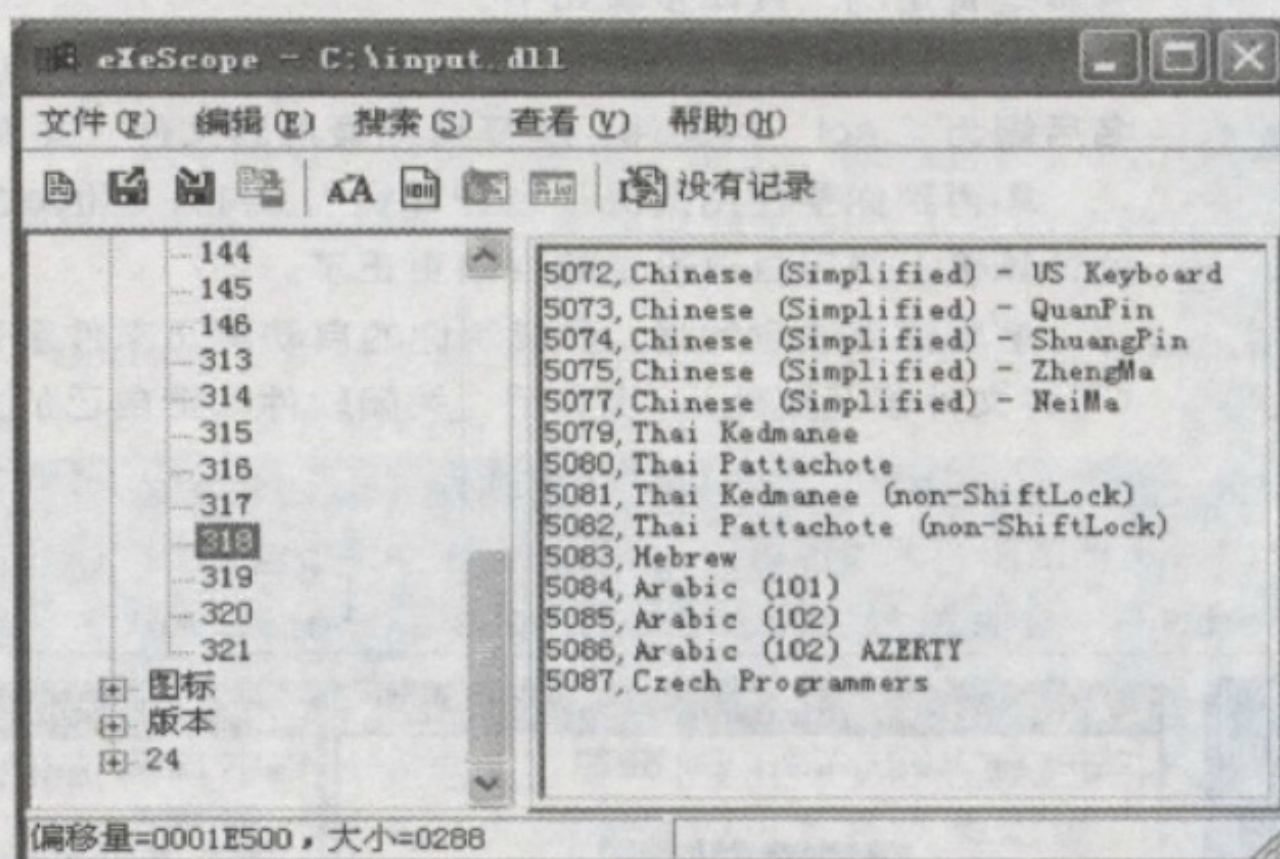 eXeScope - C:\input.dll
文件(F) 编辑(E) 搜索(S) 查看(V) 帮助(H)
没有记录
144
145
146
313
314
315
316
317
318
319
320
321
图标
版本
24
5072,Chinese (Simplified) - US Keyboard
5073,Chinese (Simplified) - QuanPin
5074,Chinese (Simplified) - ShuangPin
5075,Chinese (Simplified) - ZhengMa
5077,Chinese (Simplified) - NeiMa
5079,Thai Kedmanee
5080,Thai Pattachote
5081,Thai Kedmanee (non-ShiftLock)
5082,Thai Pattachote (non-ShiftLock)
5083,Hebrew
5084,Arabic (101)
5085,Arabic (102)
5086,Arabic (102) AZERTY
5087,Czech Programmers
偏移量=0001E500，大小=0288